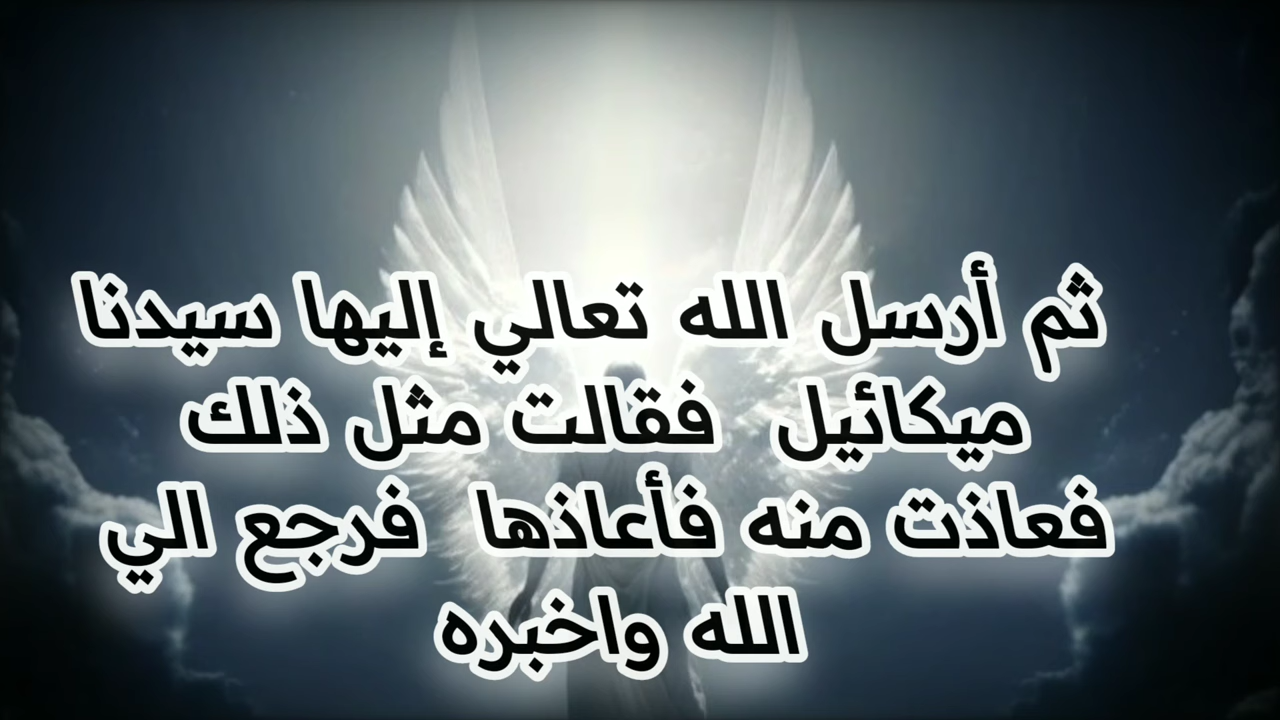 ثم أرسل الله تعالي إليها سيدنا
ميكائيل فقالت مثل ذلك
فعاذت منه فأعاذها فرجع الي
الله واخبره